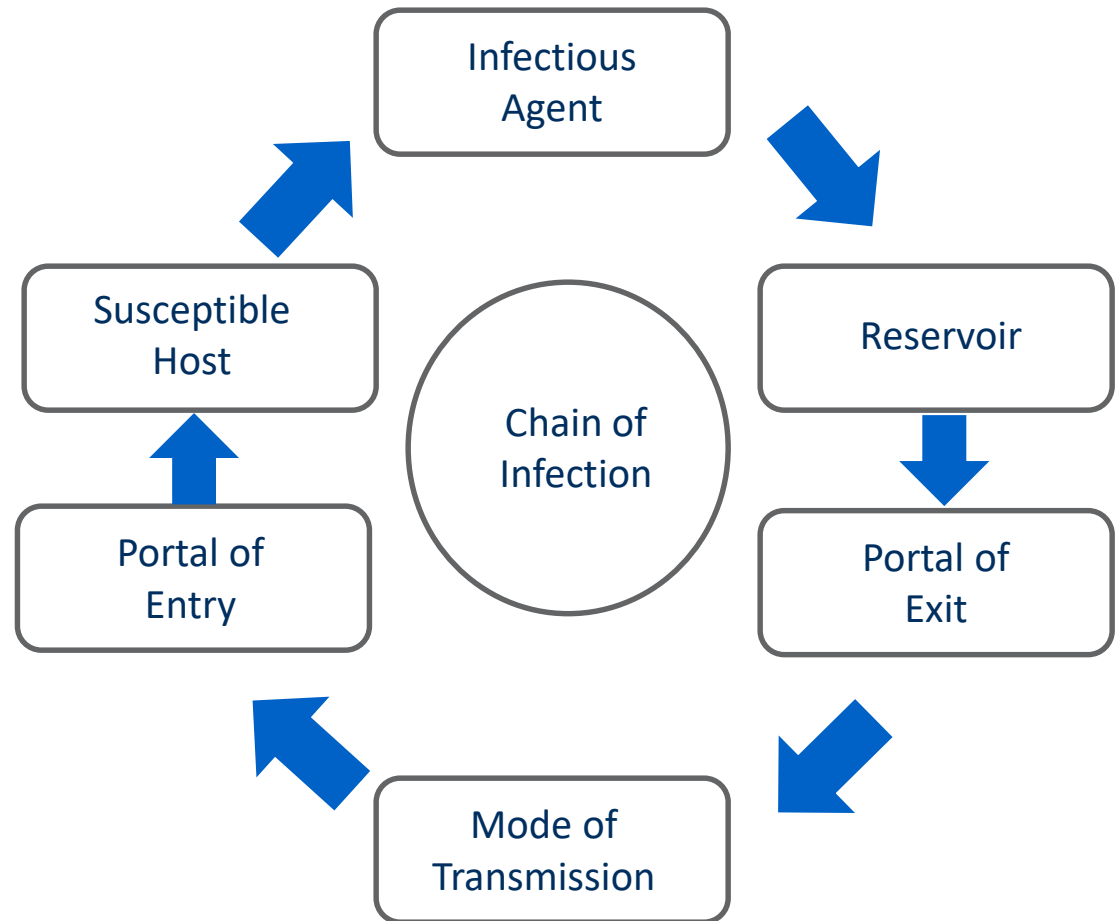 Infectious
Agent
Reservoir
Portal of
Exit
Mode of
Transmission
Portal of
Entry
Susceptible
Host
Chain of
Infection